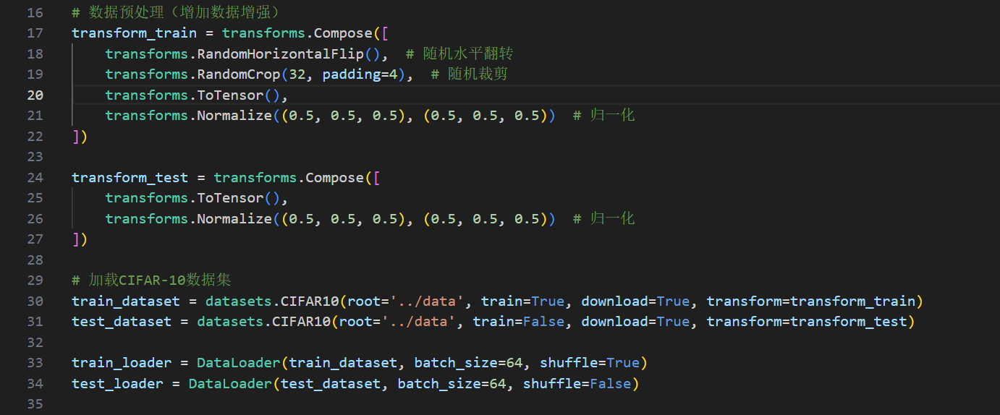 16 # 数据预处理（增加数据增强）
17 transform_train = transforms.Compose([
18     transforms.RandomHorizontalFlip(),  # 随机水平翻转
19     transforms.RandomCrop(32, padding=4),  # 随机裁剪
20     transforms.ToTensor(),
21     transforms.Normalize((0.5, 0.5, 0.5), (0.5, 0.5, 0.5))  # 归一化
22 ])
23
24 transform_test = transforms.Compose([
25     transforms.ToTensor(),
26     transforms.Normalize((0.5, 0.5, 0.5), (0.5, 0.5, 0.5))  # 归一化
27 ])
28
29 # 加载CIFAR-10数据集
30 train_dataset = datasets.CIFAR10(root='../data', train=True, download=True, transform=transform_train)
31 test_dataset = datasets.CIFAR10(root='../data', train=False, download=True, transform=transform_test)
32
33 train_loader = DataLoader(train_dataset, batch_size=64, shuffle=True)
34 test_loader = DataLoader(test_dataset, batch_size=64, shuffle=False)
35